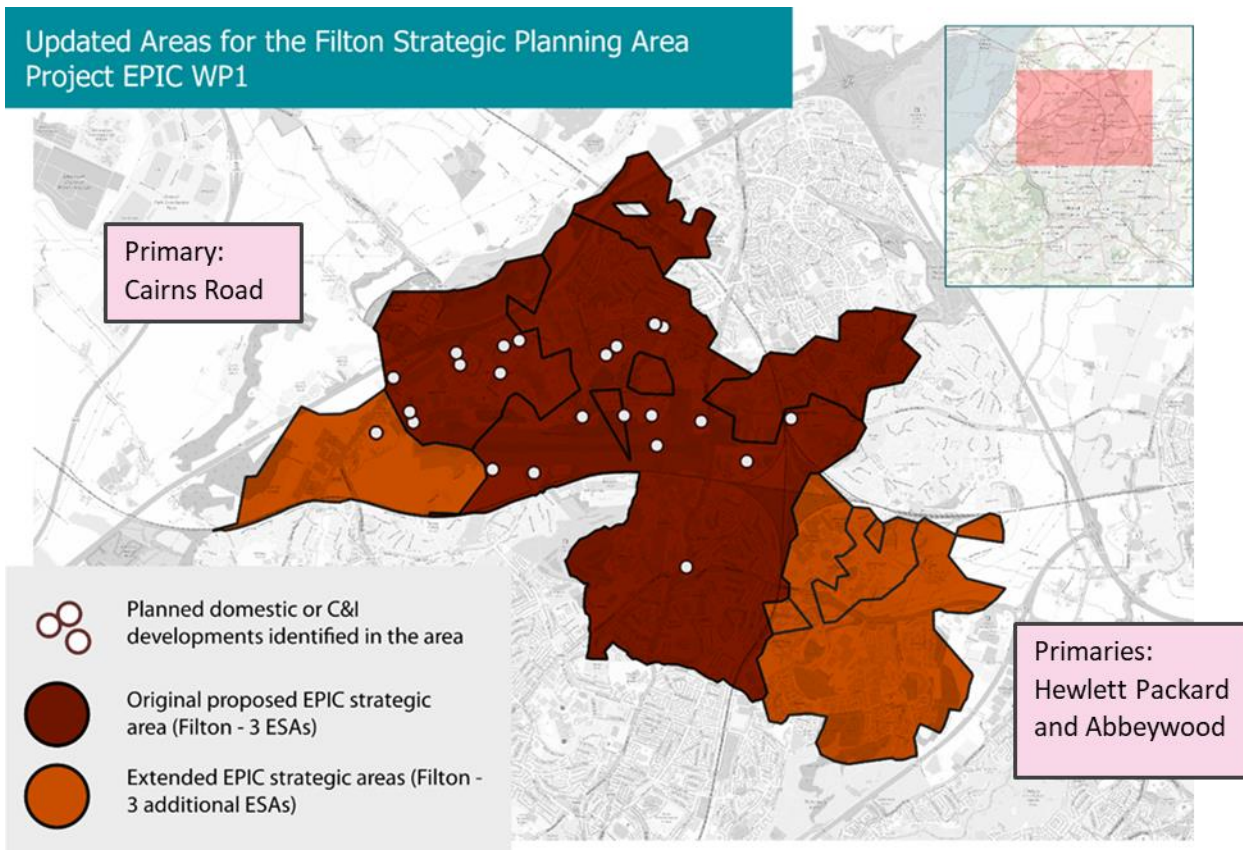 Updated Areas for the Filton Strategic Planning Area
Project EPIC WP1
Primary:
Cairns Road
Planned domestic or C&I
developments identified in the area
Original proposed EPIC strategic
area (Filton - 3 ESAs)
Extended EPIC strategic areas (Filton -
3 additional ESAs)
Primaries:
Hewlett Packard
and Abbeywood